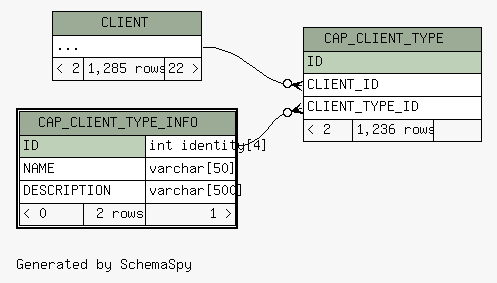 CLIENT
...
< 2 1,285 rows 22 >
CAP_CLIENT_TYPE
ID
CLIENT_ID
CLIENT_TYPE_ID
< 2 1,236 rows
CAP_CLIENT_TYPE_INFO
ID int identity[4]
NAME varchar[50]
DESCRIPTION varchar[500]
< 0 2 rows 1 >
Generated by SchemaSpy